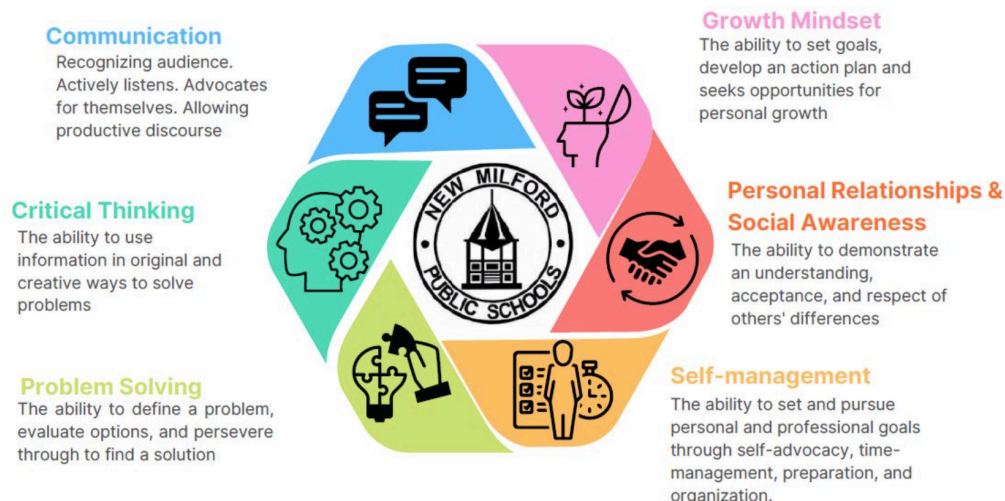 Communication
Recognizing audience.
Actively listens. Advocates
for themselves. Allowing
productive discourse
Growth Mindset
The ability to set goals,
develop an action plan and
seeks opportunities for
personal growth
Critical Thinking
The ability to use
information in original and
creative ways to solve
problems
NEW MILFORD
PUBLIC SCHOOLS
Personal Relationships &
Social Awareness
The ability to demonstrate
an understanding,
acceptance, and respect of
others' differences
Problem Solving
The ability to define a problem,
evaluate options, and persevere
through to find a solution
Self-management
The ability to set and pursue
personal and professional goals
through self-advocacy, time-
management, preparation, and
organization.